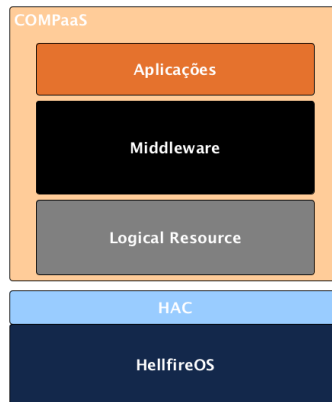 COMPaaS
Aplicações
Middleware
Logical Resource
HAC
HellfireOS